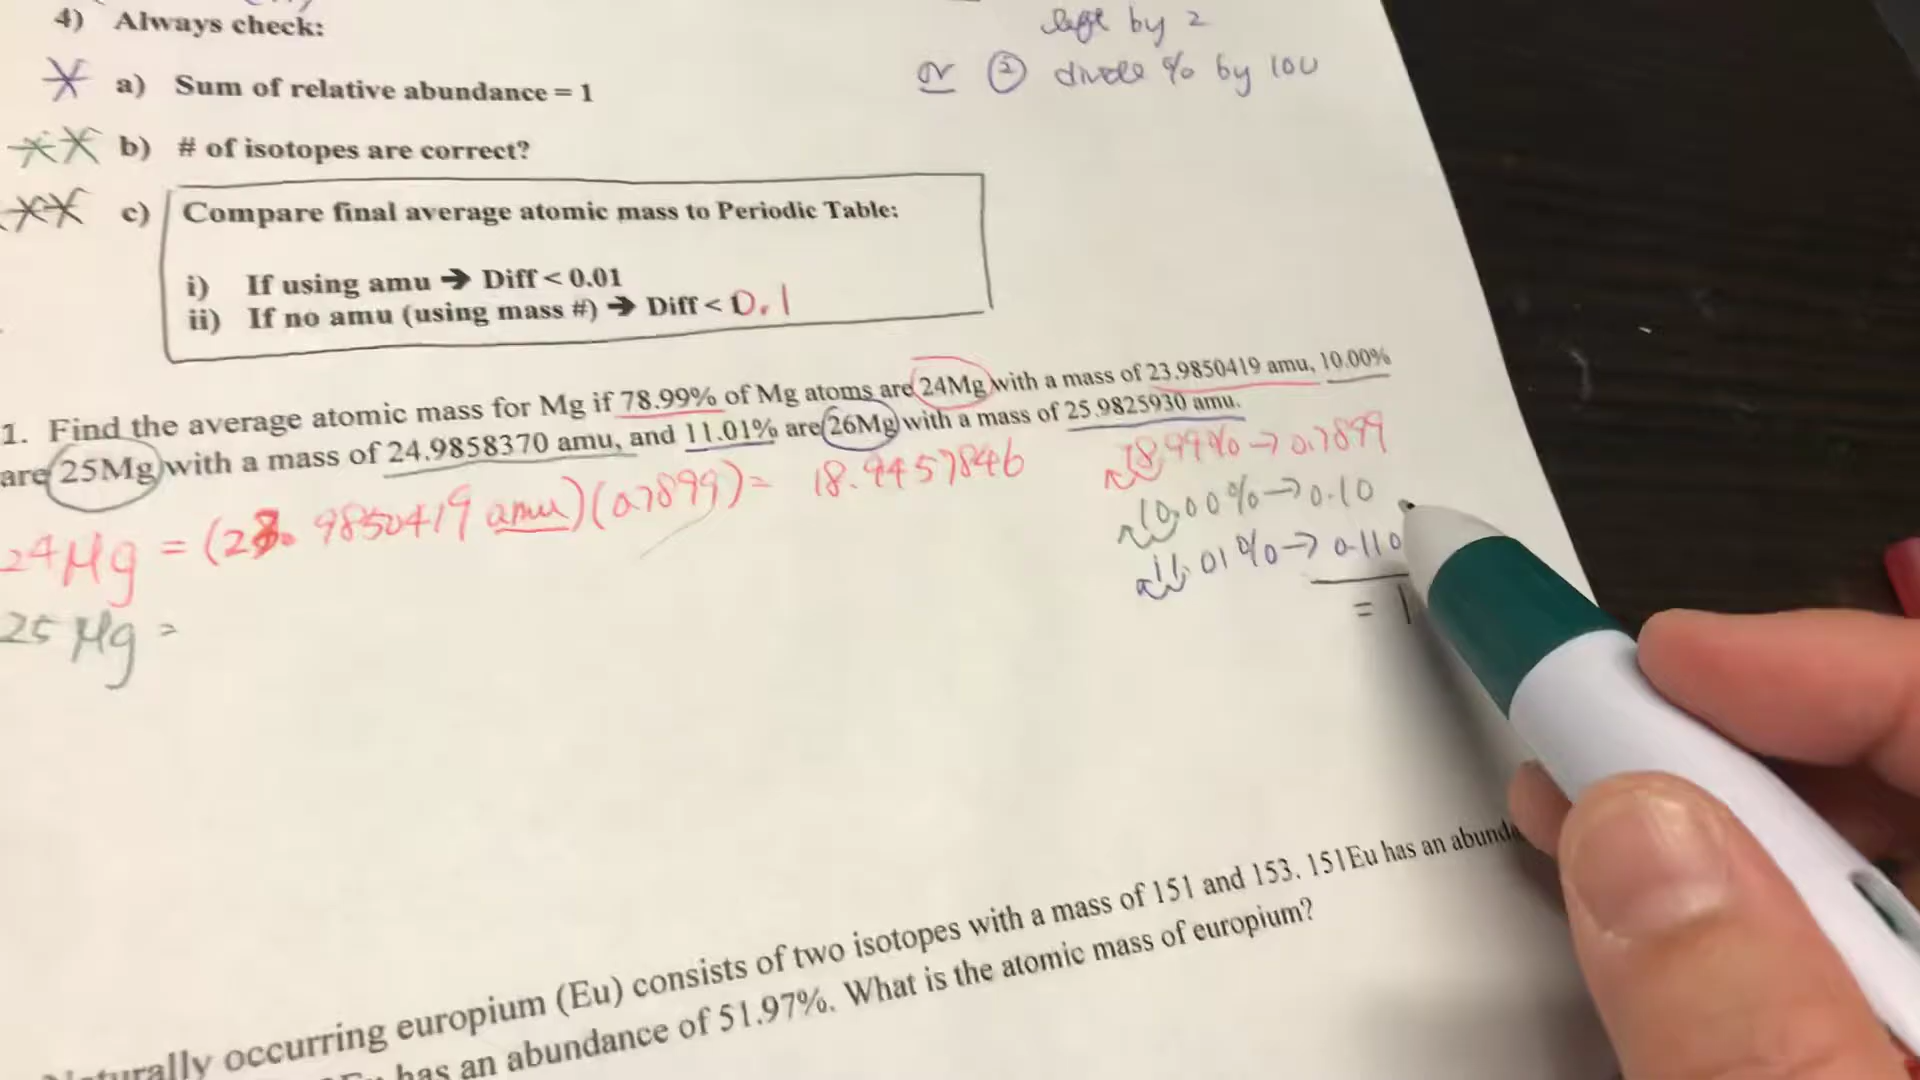 4) Always check:
lege by 2
a) Sum of relative abundance = 1
or ② divide % by 100
b) # of isotopes are correct?
c) Compare final average atomic mass to Periodic Table:
i) If using amu ➔ Diff < 0.01
ii) If no amu (using mass #) ➔ Diff < 0.1
1. Find the average atomic mass for Mg if 78.99% of Mg atoms are 24Mg with a mass of 23.9850419 amu, 10.00%
are 25Mg with a mass of 24.9858370 amu, and 11.01% are 26Mg with a mass of 25.9825930 amu.
78.99% → 0.7899
10.00% → 0.10
11.01% → 0.110
= 1
24 Mg = (23.9850419 amu)(0.7899) = 18.9457846
25 Mg =
Naturally occurring europium (Eu) consists of two isotopes with a mass of 151 and 153. 151Eu has an
has an abundance of 51.97%. What is the atomic mass of europium?